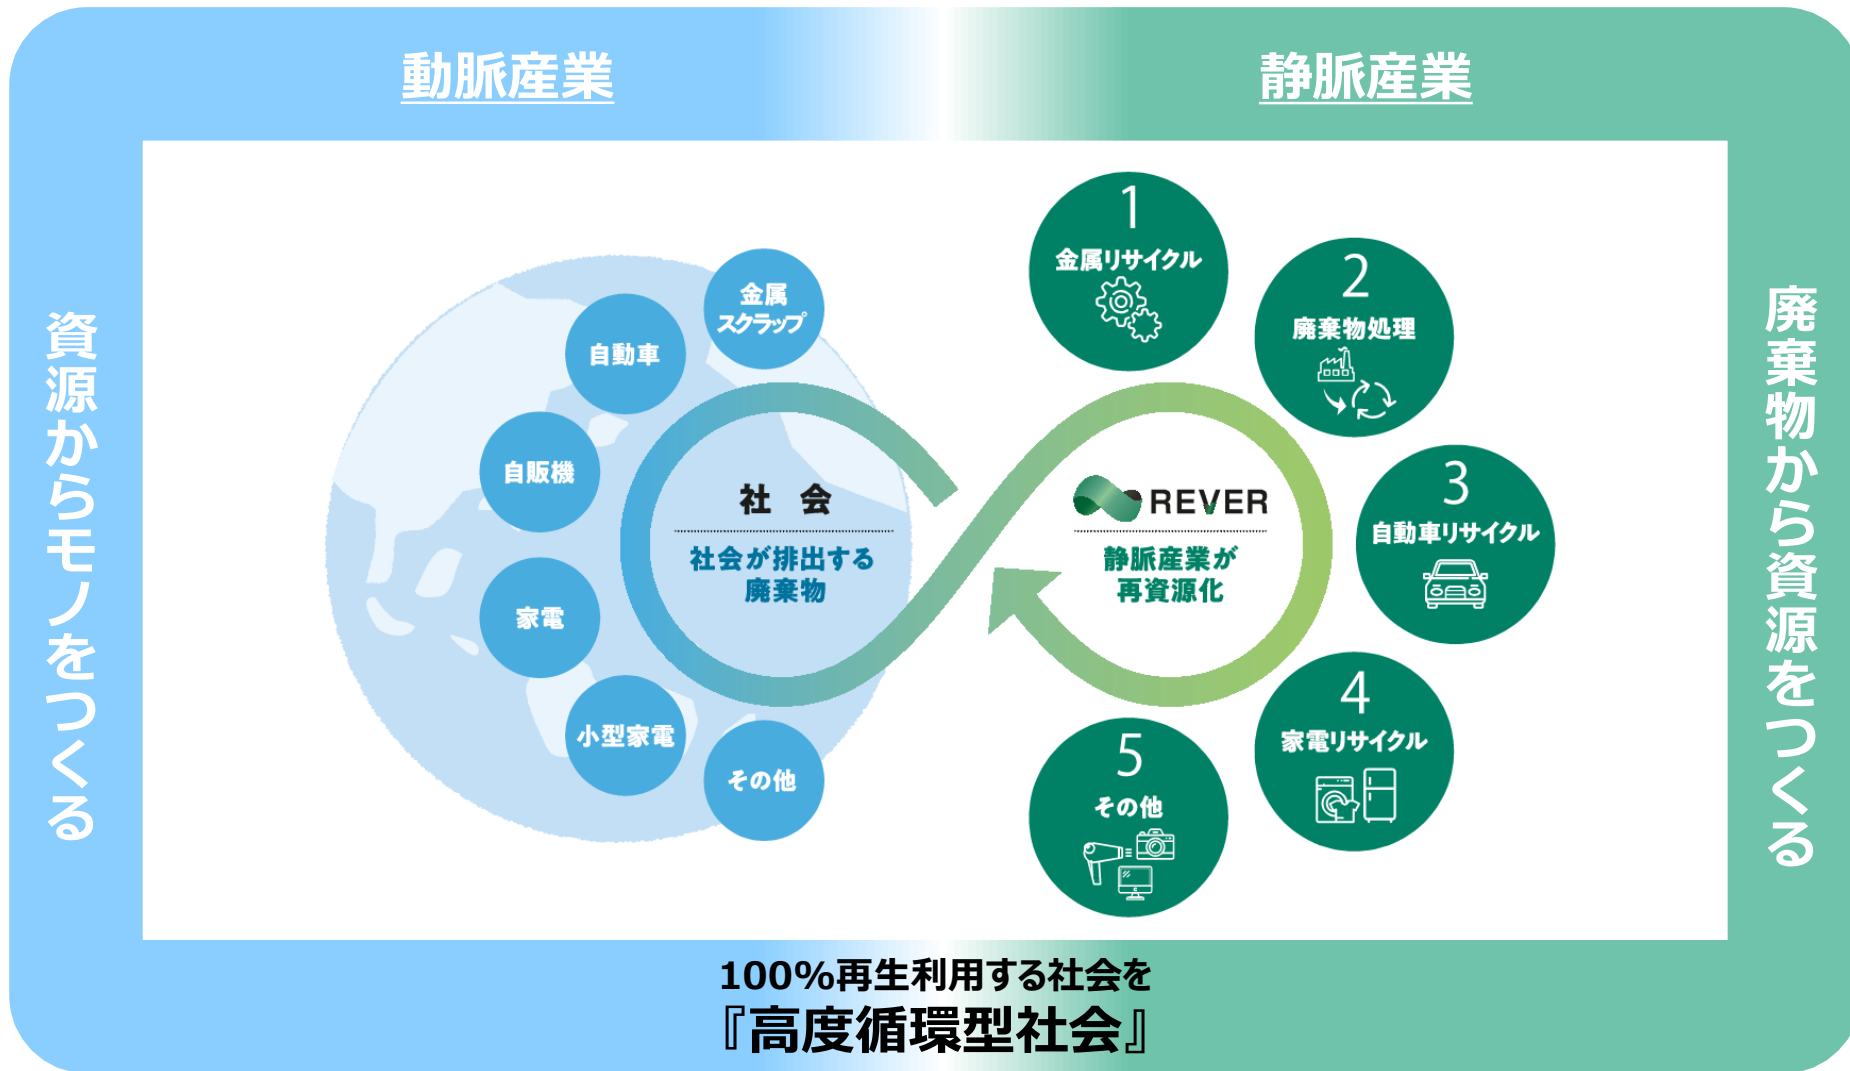 動脈産業
静脈産業
資源からモノをつくる
金属
スクラップ
自動車
自販機
家電
小型家電
その他
社 会
社会が排出する
廃棄物
REVER
静脈産業が
再資源化
1
金属リサイクル
2
廃棄物処理
3
自動車リサイクル
4
家電リサイクル
5
その他
廃棄物から資源をつくる
100%再生利用する社会を
『高度循環型社会』